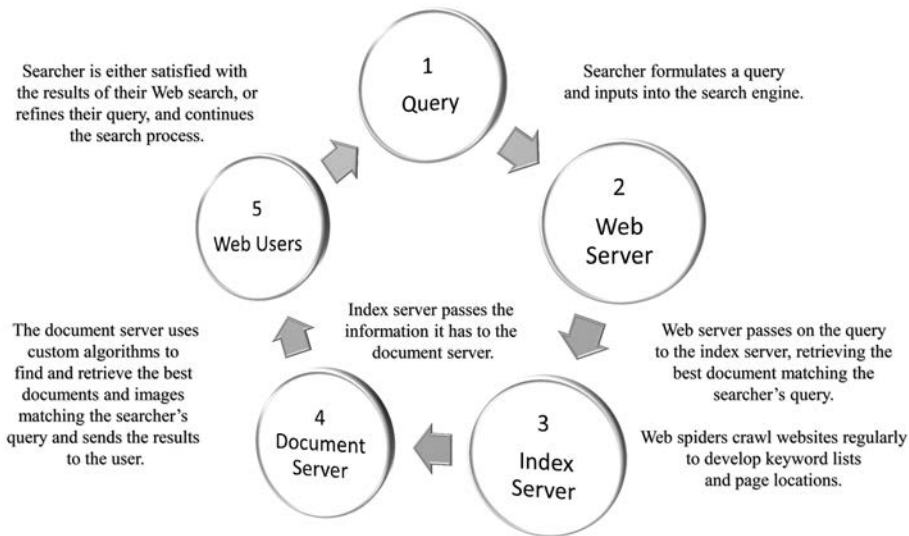 1
Query
Searcher formulates a query
and inputs into the search engine.
2
Web
Server
Web server passes on the query
to the index server, retrieving the
best document matching the
searcher's query.
Web spiders crawl websites regularly
to develop keyword lists
and page locations.
3
Index
Server
Index server passes the
information it has to the
document server.
4
Document
Server
The document server uses
custom algorithms to
find and retrieve the best
documents and images
matching the searcher's
query and sends the results
to the user.
5
Web Users
Searcher is either satisfied with
the results of their Web search, or
refines their query, and continues
the search process.